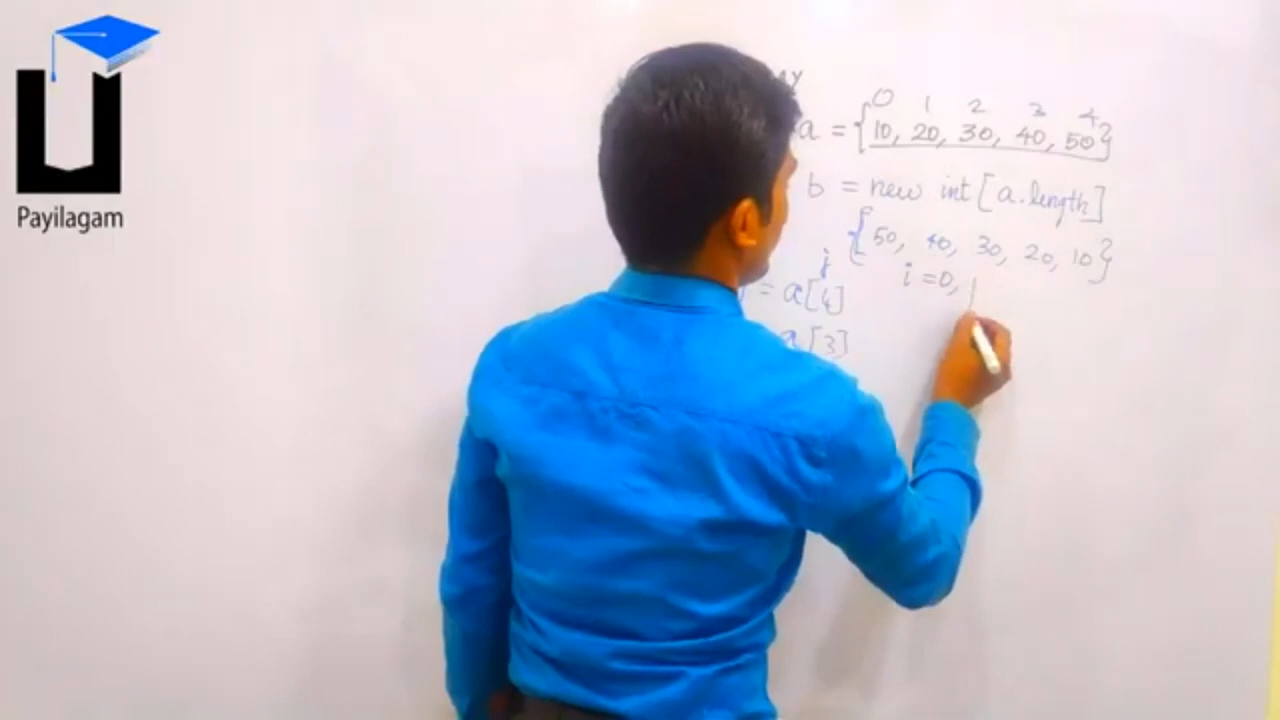 Payilagam
AY
0 1 2 3 4
a = {10, 20, 30, 40, 50}
b = new int [a.length]
{50, 40, 30, 20, 10}
j
i = 0, 1
= a[4]
a[3]